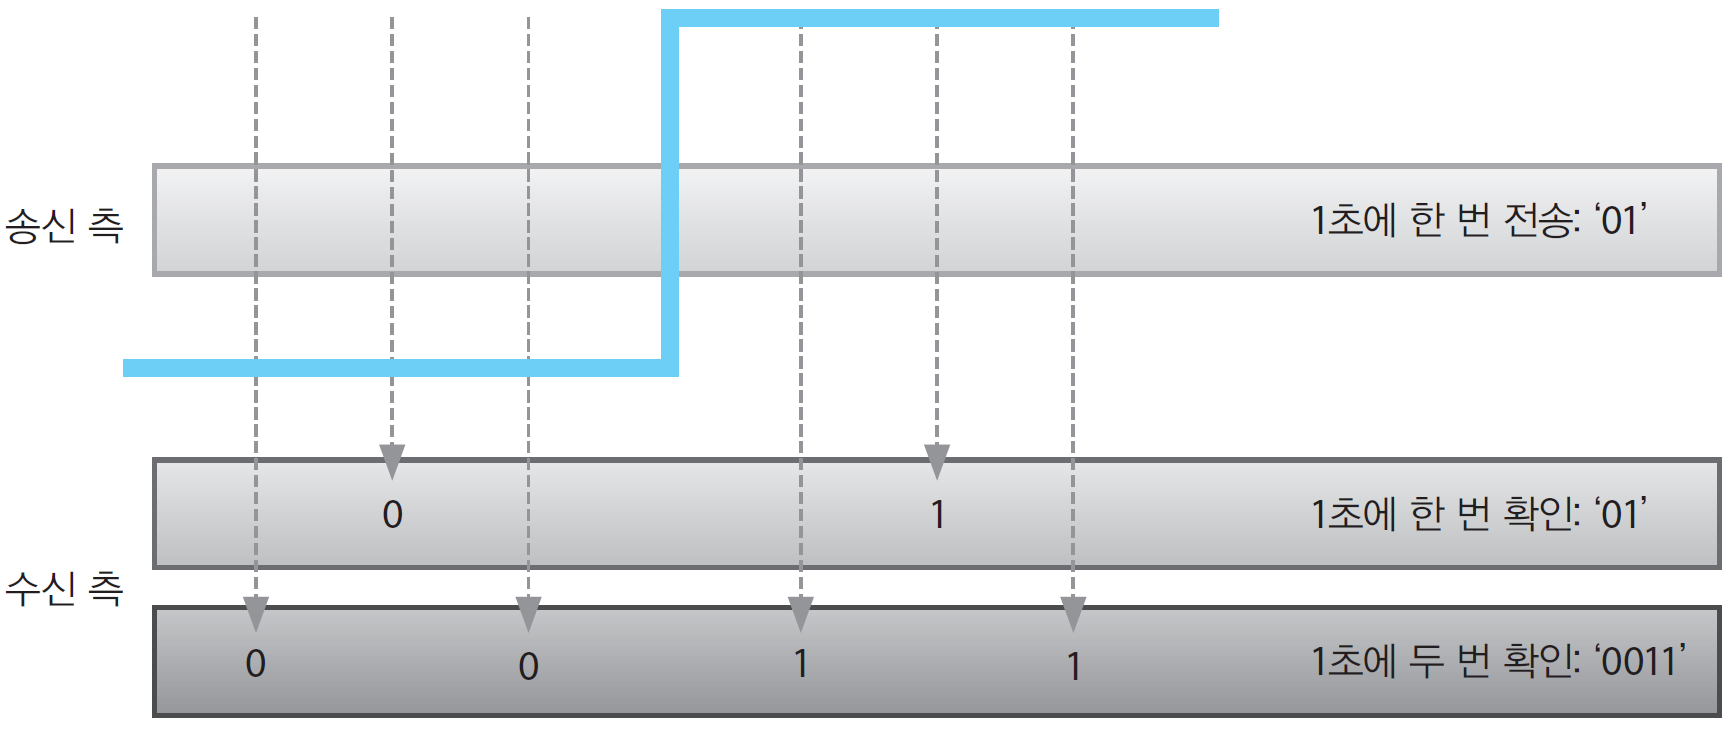 송신 측
1초에 한 번 전송: ‘01’
0 1 1초에 한 번 확인: ‘01’
수신 측
0 0 1 1 1초에 두 번 확인: ‘0011’